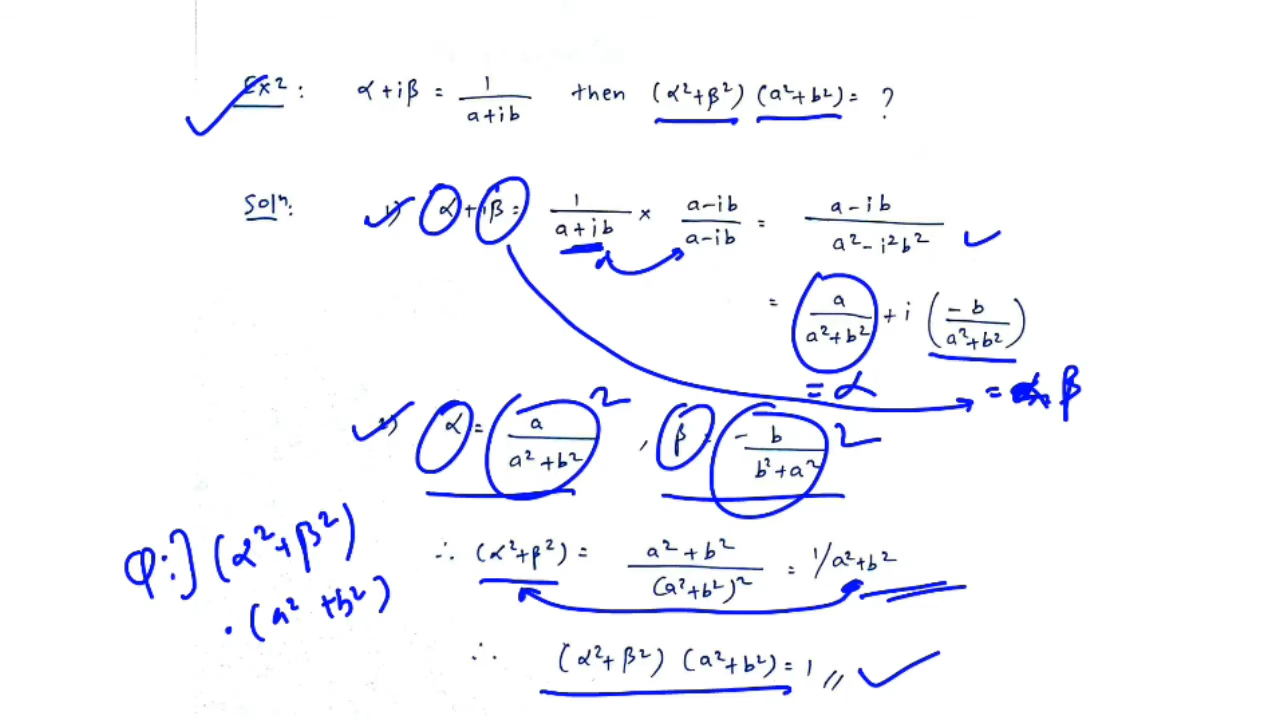 Ex2: α+iβ = 1/(a+ib) then (α²+β²) (a²+b²) = ?
Solⁿ: 1) α+iβ = 1/(a+ib) × (a-ib)/(a-ib) = (a-ib)/(a²-i²b²)
= a/(a²+b²) + i (-b/(a²+b²))
= α = β
2) α = (a/(a²+b²))² , β = (-b/(b²+a²))²
Q:] (α²+β²)
∴ (α²+β²) = (a²+b²)/(a²+b²)² = 1/a²+b²
. (a²+b²)
∴ (α²+β²) (a²+b²) = 1 //